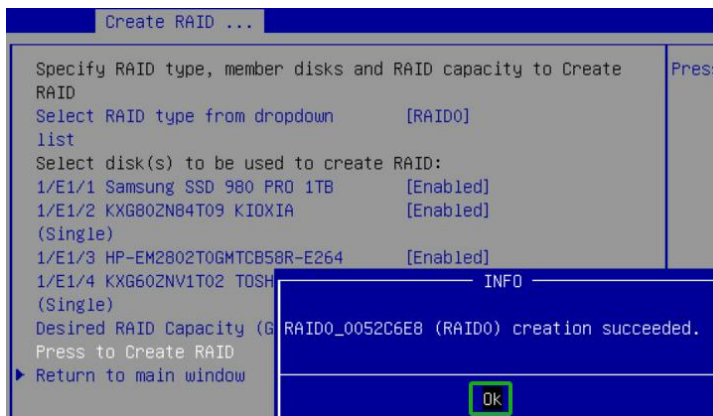 Create RAID ...
Specify RAID type, member disks and RAID capacity to Create
RAID
Select RAID type from dropdown [RAID0]
list
Select disk(s) to be used to create RAID:
1/E1/1 Samsung SSD 980 PRO 1TB [Enabled]
1/E1/2 KXG80ZN84T09 KIOXIA [Enabled]
(Single)
1/E1/3 HP-EM2802T0GMTCB58R-E264 [Enabled]
1/E1/4 KXG60ZNV1T02 TOSH
(Single)
Desired RAID Capacity (G
Press to Create RAID
Return to main window
Press
INFO
RAID0_0052C6E8 (RAID0) creation succeeded.
Ok